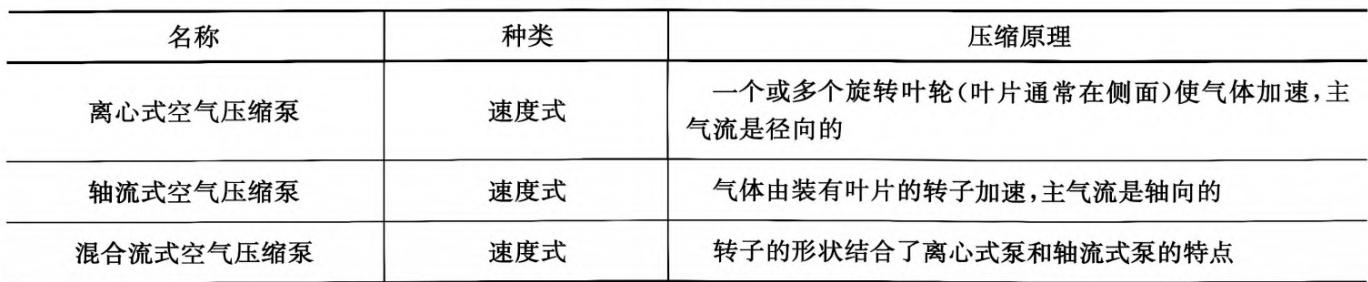 名称 种类 压缩原理
一个或多个旋转叶轮(叶片通常在侧面)使气体加速,主
离心式空气压缩泵 速度式
气流是径向的
轴流式空气压缩泵 速度式 气体由装有叶片的转子加速,主气流是轴向的
混合流式空气压缩泵 速度式 转子的形状结合了离心式泵和轴流式泵的特点